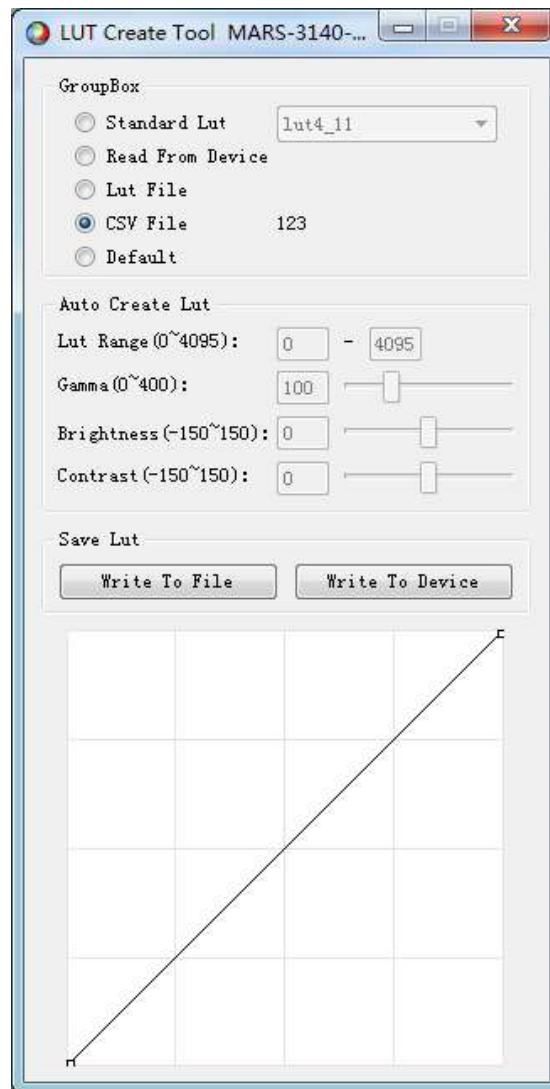 LUT Create Tool MARS-3140-...
GroupBox
Standard Lut lut4_11
Read From Device
Lut File
CSV File 123
Default
Auto Create Lut
Lut Range(0~4095): 0 - 4095
Gamma(0~400): 100
Brightness(-150~150): 0
Contrast(-150~150): 0
Save Lut
Write To File Write To Device